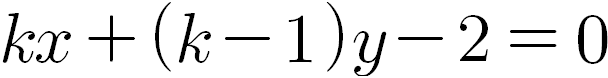 kx + (k − 1)y − 2 = 0